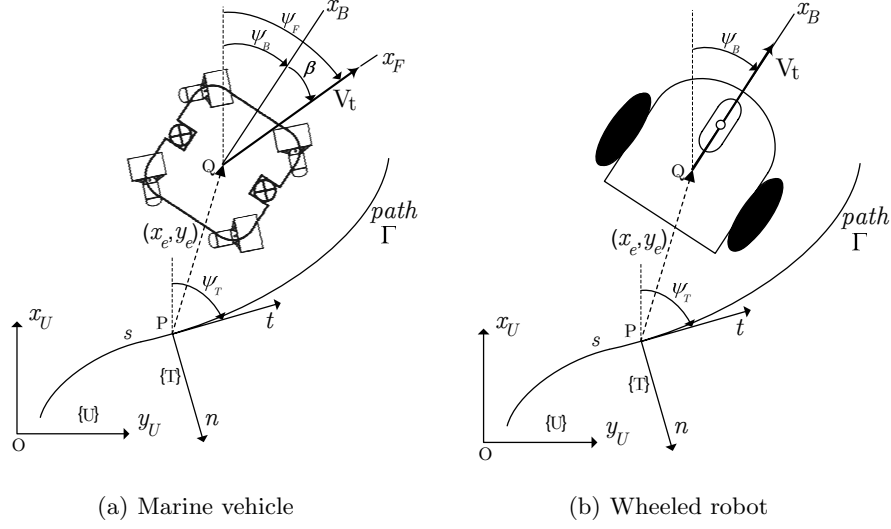 ψ_F
x_B
ψ_B
x_F
β
V_t
Q
(x_e,y_e)
path
Γ
ψ_T
x_U
P
t
s
{T}
{U}
y_U
n
O
(a) Marine vehicle
x_B
ψ_B
V_t
Q
(x_e,y_e)
path
Γ
ψ_T
x_U
P
t
s
{T}
{U}
y_U
n
O
(b) Wheeled robot